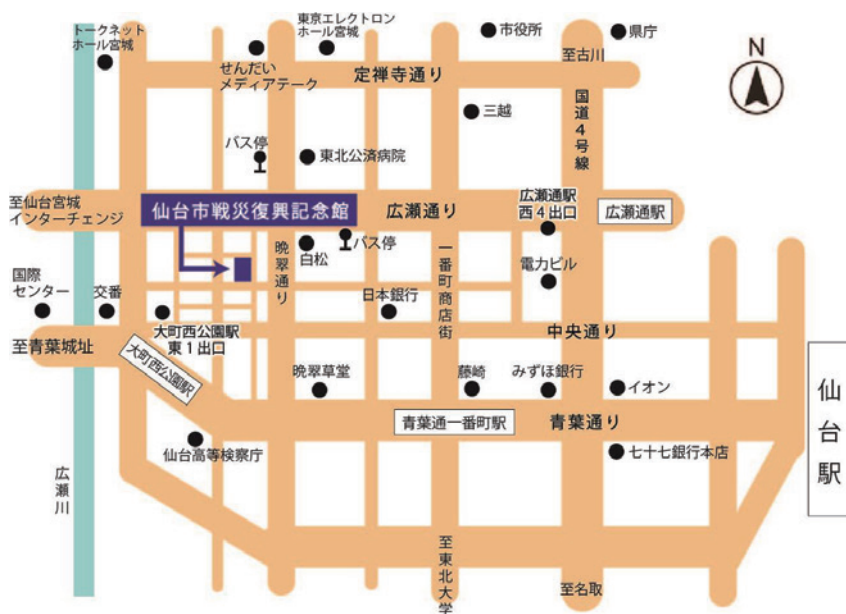 トークネット
ホール宮城
東京エレクトロン
ホール宮城
市役所
県庁
N
せんだい
メディアテーク
定禅寺通り
至古川
国道4号線
三越
バス停
東北公済病院
至仙台宮城
インターチェンジ
仙台市戦災復興記念館
広瀬通り
広瀬通駅
西4出口
広瀬通駅
晩翠通り
白松
バス停
一番町商店街
電力ビル
国際
センター
交番
日本銀行
大町西公園駅
東1出口
中央通り
至青葉城址
大町西公園駅
晩翠草堂
藤崎
みずほ銀行
イオン
仙台駅
青葉通一番町駅
青葉通り
仙台高等検察庁
七十七銀行本店
広瀬川
至東北大学
至名取